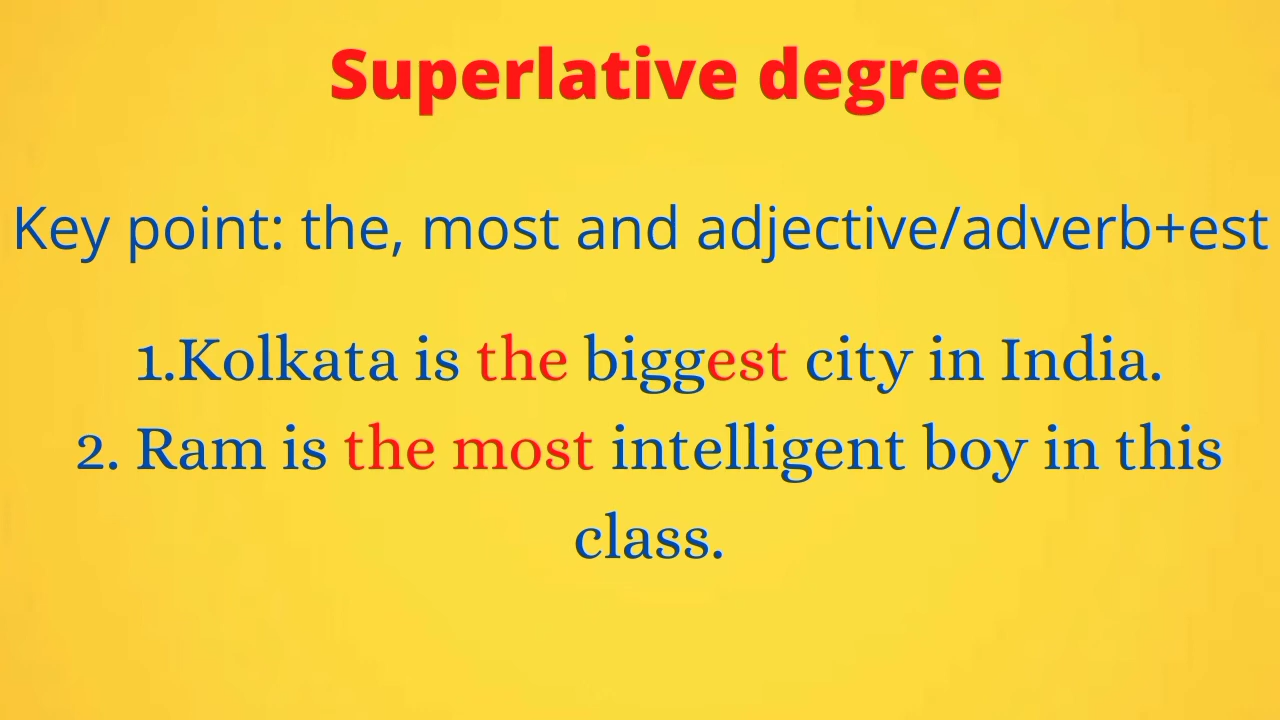 Superlative degree
Key point: the, most and adjective/adverb+est
1.Kolkata is the biggest city in India.
2. Ram is the most intelligent boy in this
class.